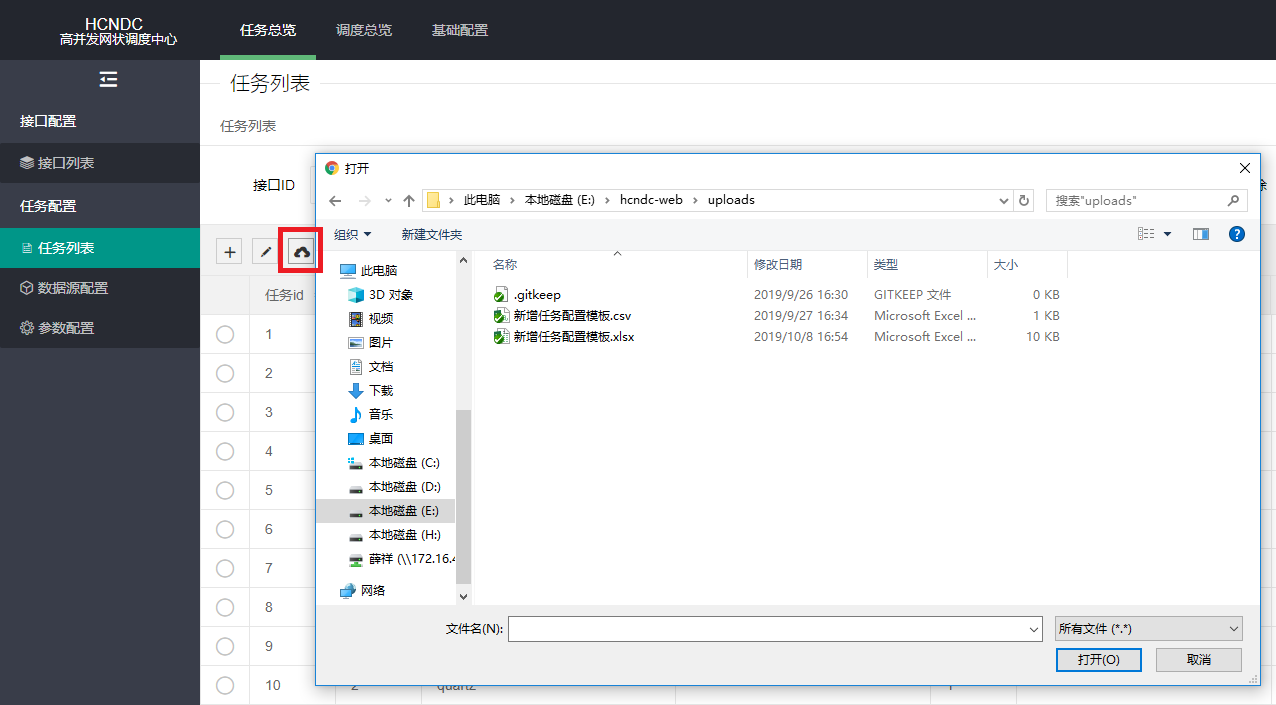 HCNDC
高并发网状调度中心
任务总览 调度总览 基础配置
接口配置
接口列表
任务配置
任务列表
数据源配置
参数配置
任务列表
任务列表
接口ID
任务id
1
2
3
4
5
6
7
8
9
10 2 quartz 1
打开
此电脑 本地磁盘 (E:) hcndc-web uploads
搜索"uploads"
组织 新建文件夹
此电脑
3D 对象
视频
图片
文档
下载
音乐
桌面
本地磁盘 (C:)
本地磁盘 (D:)
本地磁盘 (E:)
本地磁盘 (H:)
薛祥 (\\172.16.4
网络
名称 修改日期 类型 大小
.gitkeep 2019/9/26 16:30 GITKEEP 文件 0 KB
新增任务配置模板.csv 2019/9/27 16:34 Microsoft Excel ... 1 KB
新增任务配置模板.xlsx 2019/10/8 16:54 Microsoft Excel ... 10 KB
文件名(N): 所有文件 (*.*)
打开(O) 取消